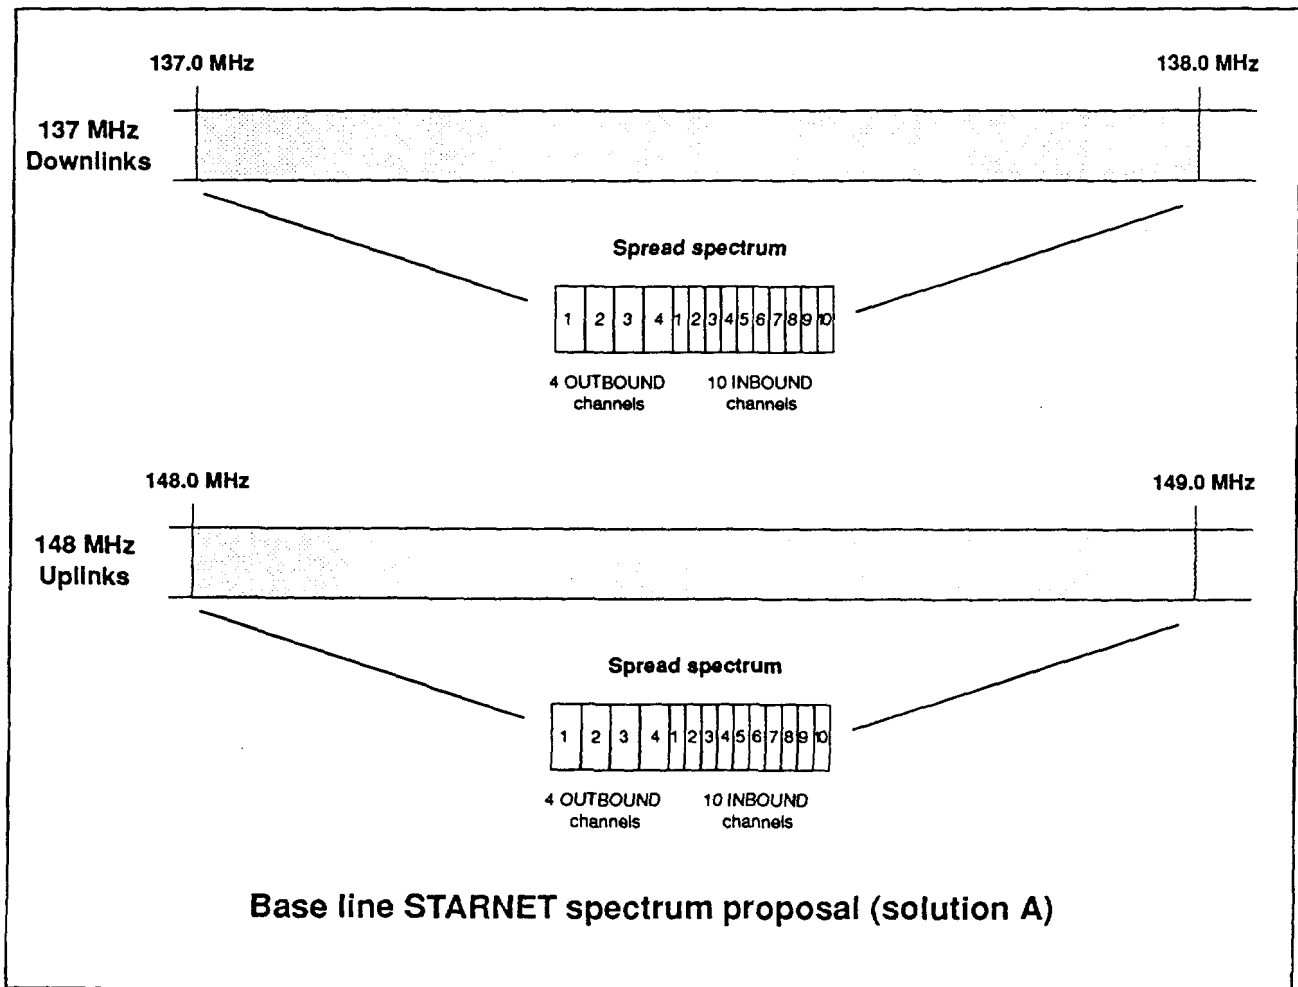 137.0 MHz
138.0 MHz
137 MHz
Downlinks
Spread spectrum
1 2 3 4 1 2 3 4 5 6 7 8 9 10
4 OUTBOUND
channels
10 INBOUND
channels
148.0 MHz
149.0 MHz
148 MHz
Uplinks
Spread spectrum
1 2 3 4 1 2 3 4 5 6 7 8 9 10
4 OUTBOUND
channels
10 INBOUND
channels
Base line STARNET spectrum proposal (solution A)